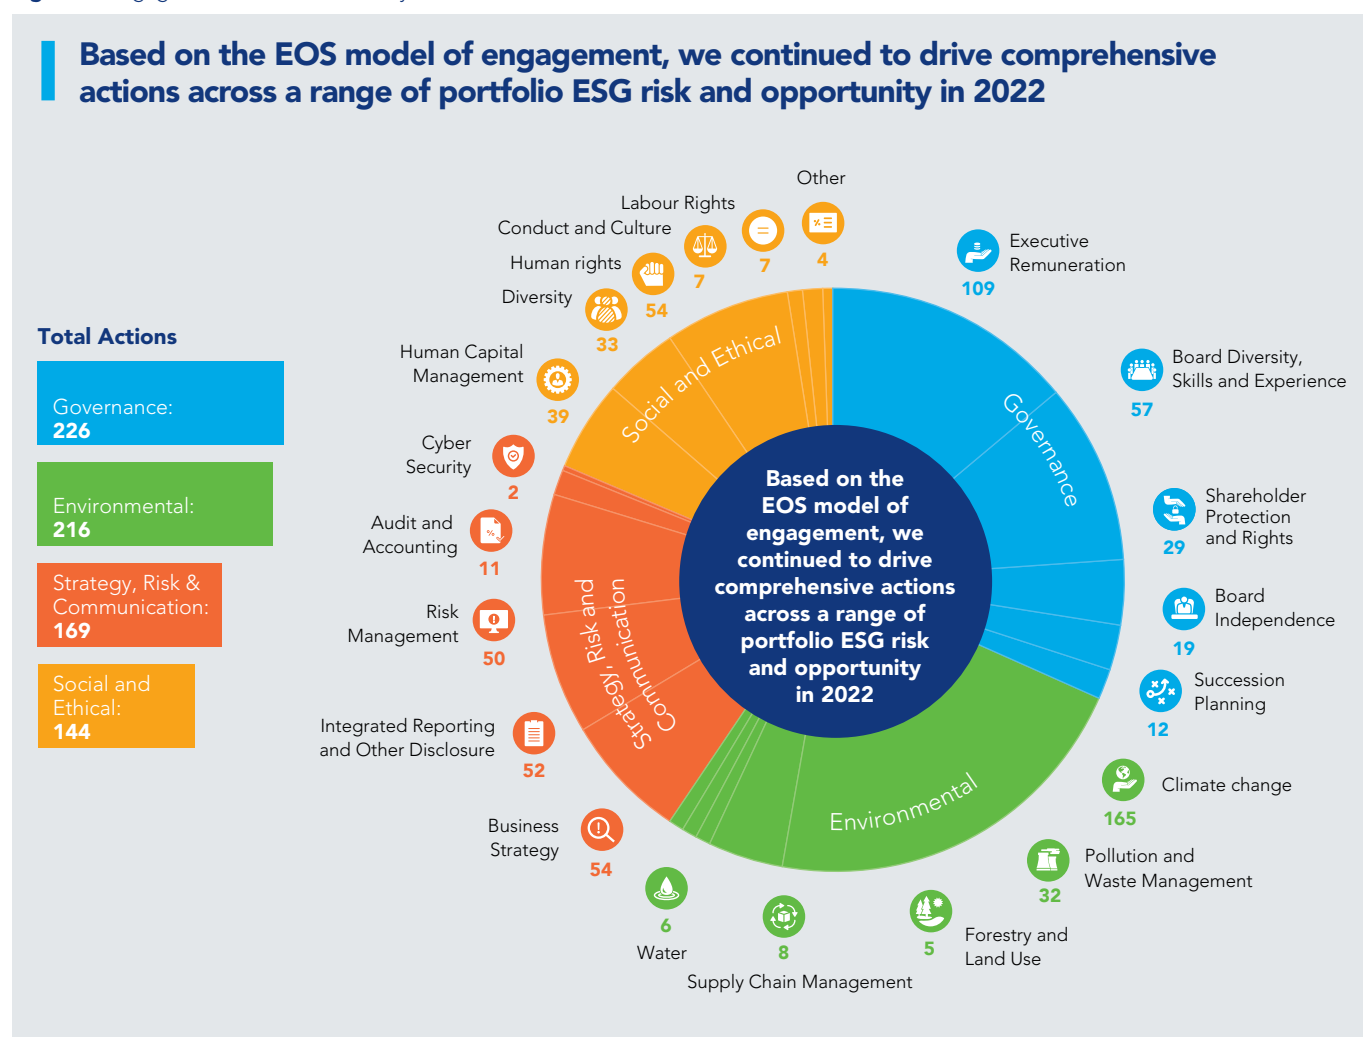 Based on the EOS model of engagement, we continued to drive comprehensive
actions across a range of portfolio ESG risk and opportunity in 2022
Total Actions
Governance:
226
Environmental:
216
Strategy, Risk &
Communication:
169
Social and
Ethical:
144
Other
4
Labour Rights
7
Conduct and Culture
7
Human rights
54
Diversity
33
Human Capital
Management
39
Cyber
Security
2
Audit and
Accounting
11
Risk
Management
50
Integrated Reporting
and Other Disclosure
52
Business
Strategy
54
Water
6
Supply Chain Management
8
Forestry and
Land Use
5
Pollution and
Waste Management
32
Climate change
165
Succession
Planning
12
Board
Independence
19
Shareholder
Protection
and Rights
29
Board Diversity,
Skills and Experience
57
Executive
Remuneration
109
Social and Ethical
Governance
Strategy, Risk and
Communication
Environmental
Based on the
EOS model of
engagement, we
continued to drive
comprehensive actions
across a range of
portfolio ESG risk
and opportunity
in 2022